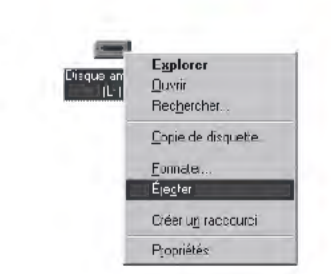 Disque am
(L:)
Explorer
Ouvrir
Rechercher...
Copie de disquette...
Formater...
Éjecter
Créer un raccourci
Propriétés